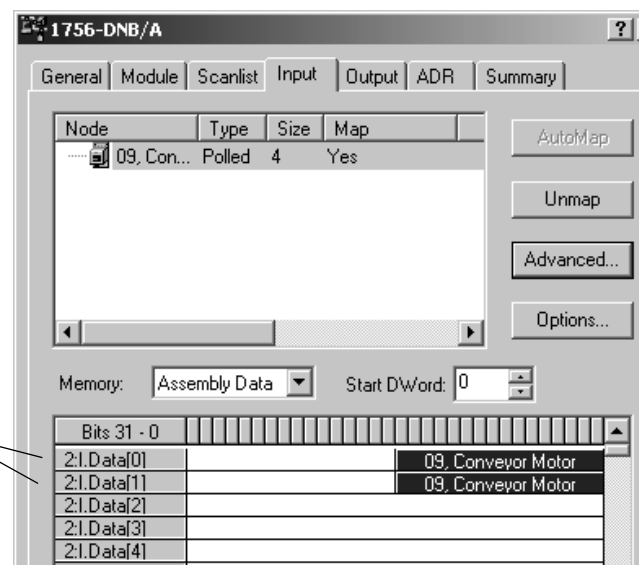 1756-DNB/A ?
General Module Scanlist Input Output ADR Summary
Node Type Size Map
09, Con... Polled 4 Yes
AutoMap
Unmap
Advanced...
Options...
Memory: Assembly Data Start DWord: 0
Bits 31 - 0
2:I.Data[0] 09, Conveyor Motor
2:I.Data[1] 09, Conveyor Motor
2:I.Data[2]
2:I.Data[3]
2:I.Data[4]